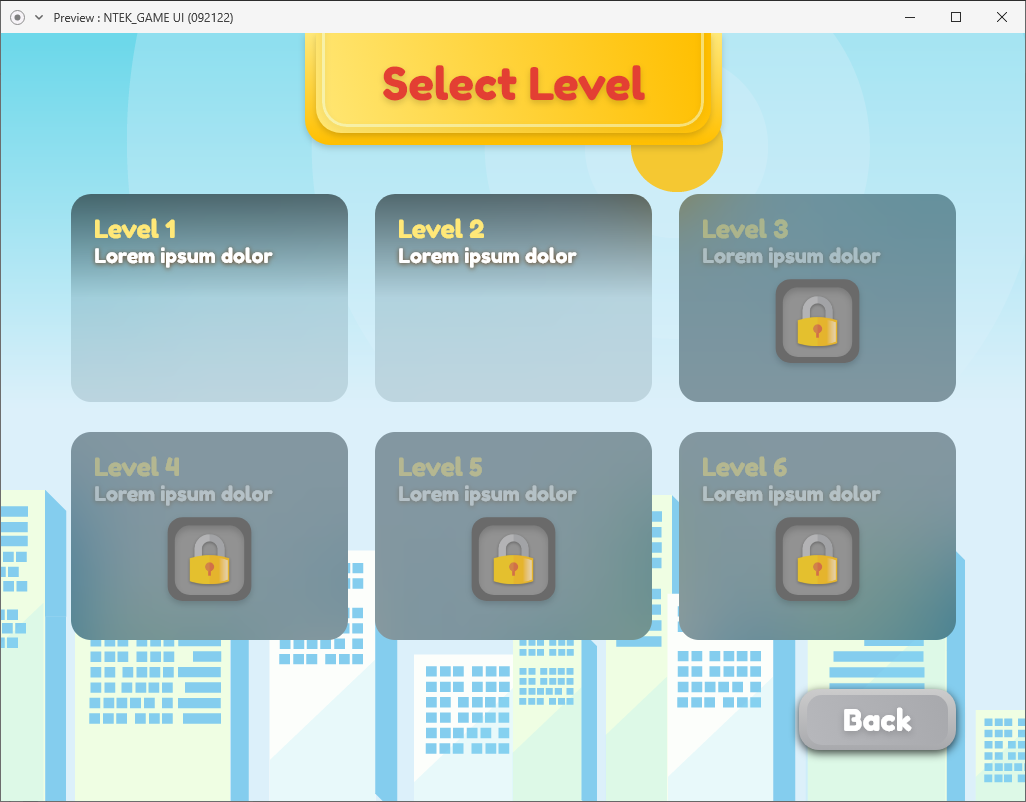 Preview : NTEK_GAME UI (092122)
Select Level
Level 1
Lorem ipsum dolor
Level 2
Lorem ipsum dolor
Level 3
Lorem ipsum dolor
Level 4
Lorem ipsum dolor
Level 5
Lorem ipsum dolor
Level 6
Lorem ipsum dolor
Back